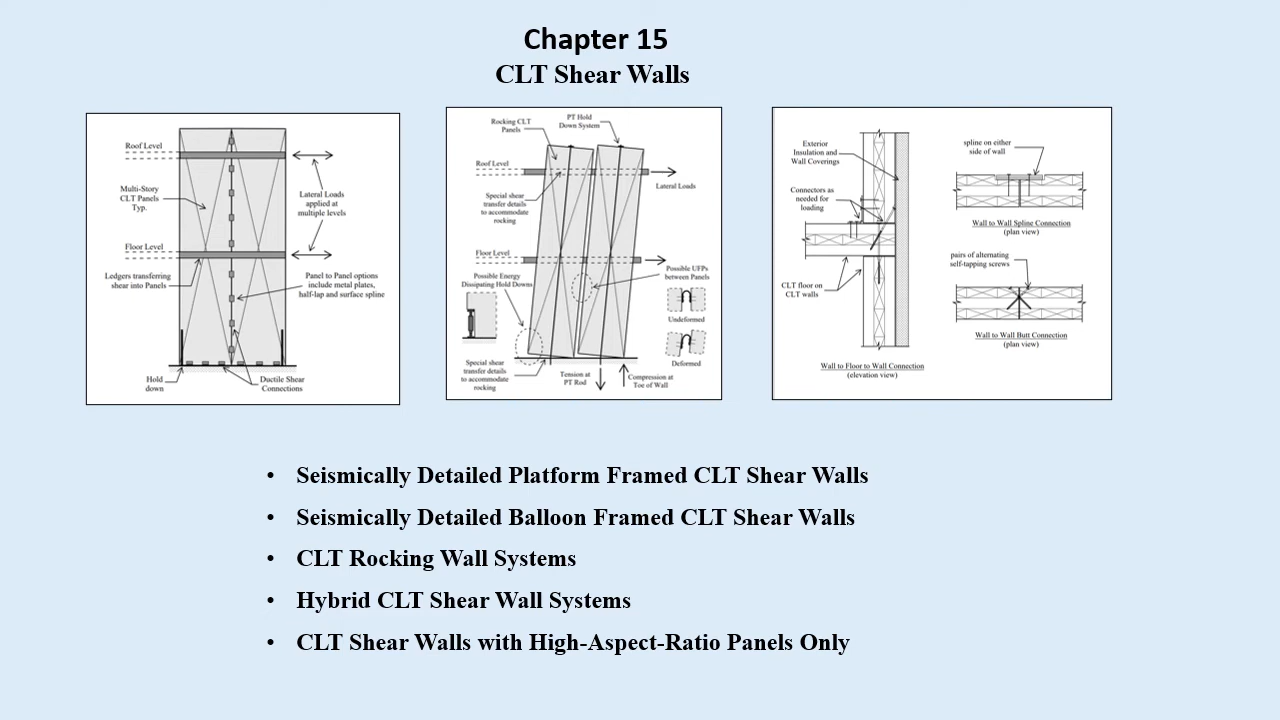 Chapter 15
CLT Shear Walls
Roof Level
Multi-Story
CLT Panels
Typ.
Floor Level
Ledgers transferring
shear into Panels
Hold
down
Lateral Loads
applied at
multiple levels
Panel to Panel options
include metal plates,
half-lap and surface spline
Ductile Shear
Connections
Rocking CLT
Panels
PT Hold
Down System
Roof Level
Lateral Loads
Special shear
transfer details
to accommodate
rocking
Floor Level
Possible Energy
Dissipating Hold Downs
Possible UFPs
between Panels
Undeformed
Deformed
Special shear
transfer details
to accommodate
rocking
Tension at
PT Rod
Compression at
Toe of Wall
Exterior
Insulation and
Wall Coverings
Connectors as
needed for
loading
CLT floor on
CLT walls
Wall to Floor to Wall Connection
(elevation view)
spline on either
side of wall
Wall to Wall Spline Connection
(plan view)
pairs of alternating
self-tapping screws
Wall to Wall Butt Connection
(plan view)
• Seismically Detailed Platform Framed CLT Shear Walls
• Seismically Detailed Balloon Framed CLT Shear Walls
• CLT Rocking Wall Systems
• Hybrid CLT Shear Wall Systems
• CLT Shear Walls with High-Aspect-Ratio Panels Only